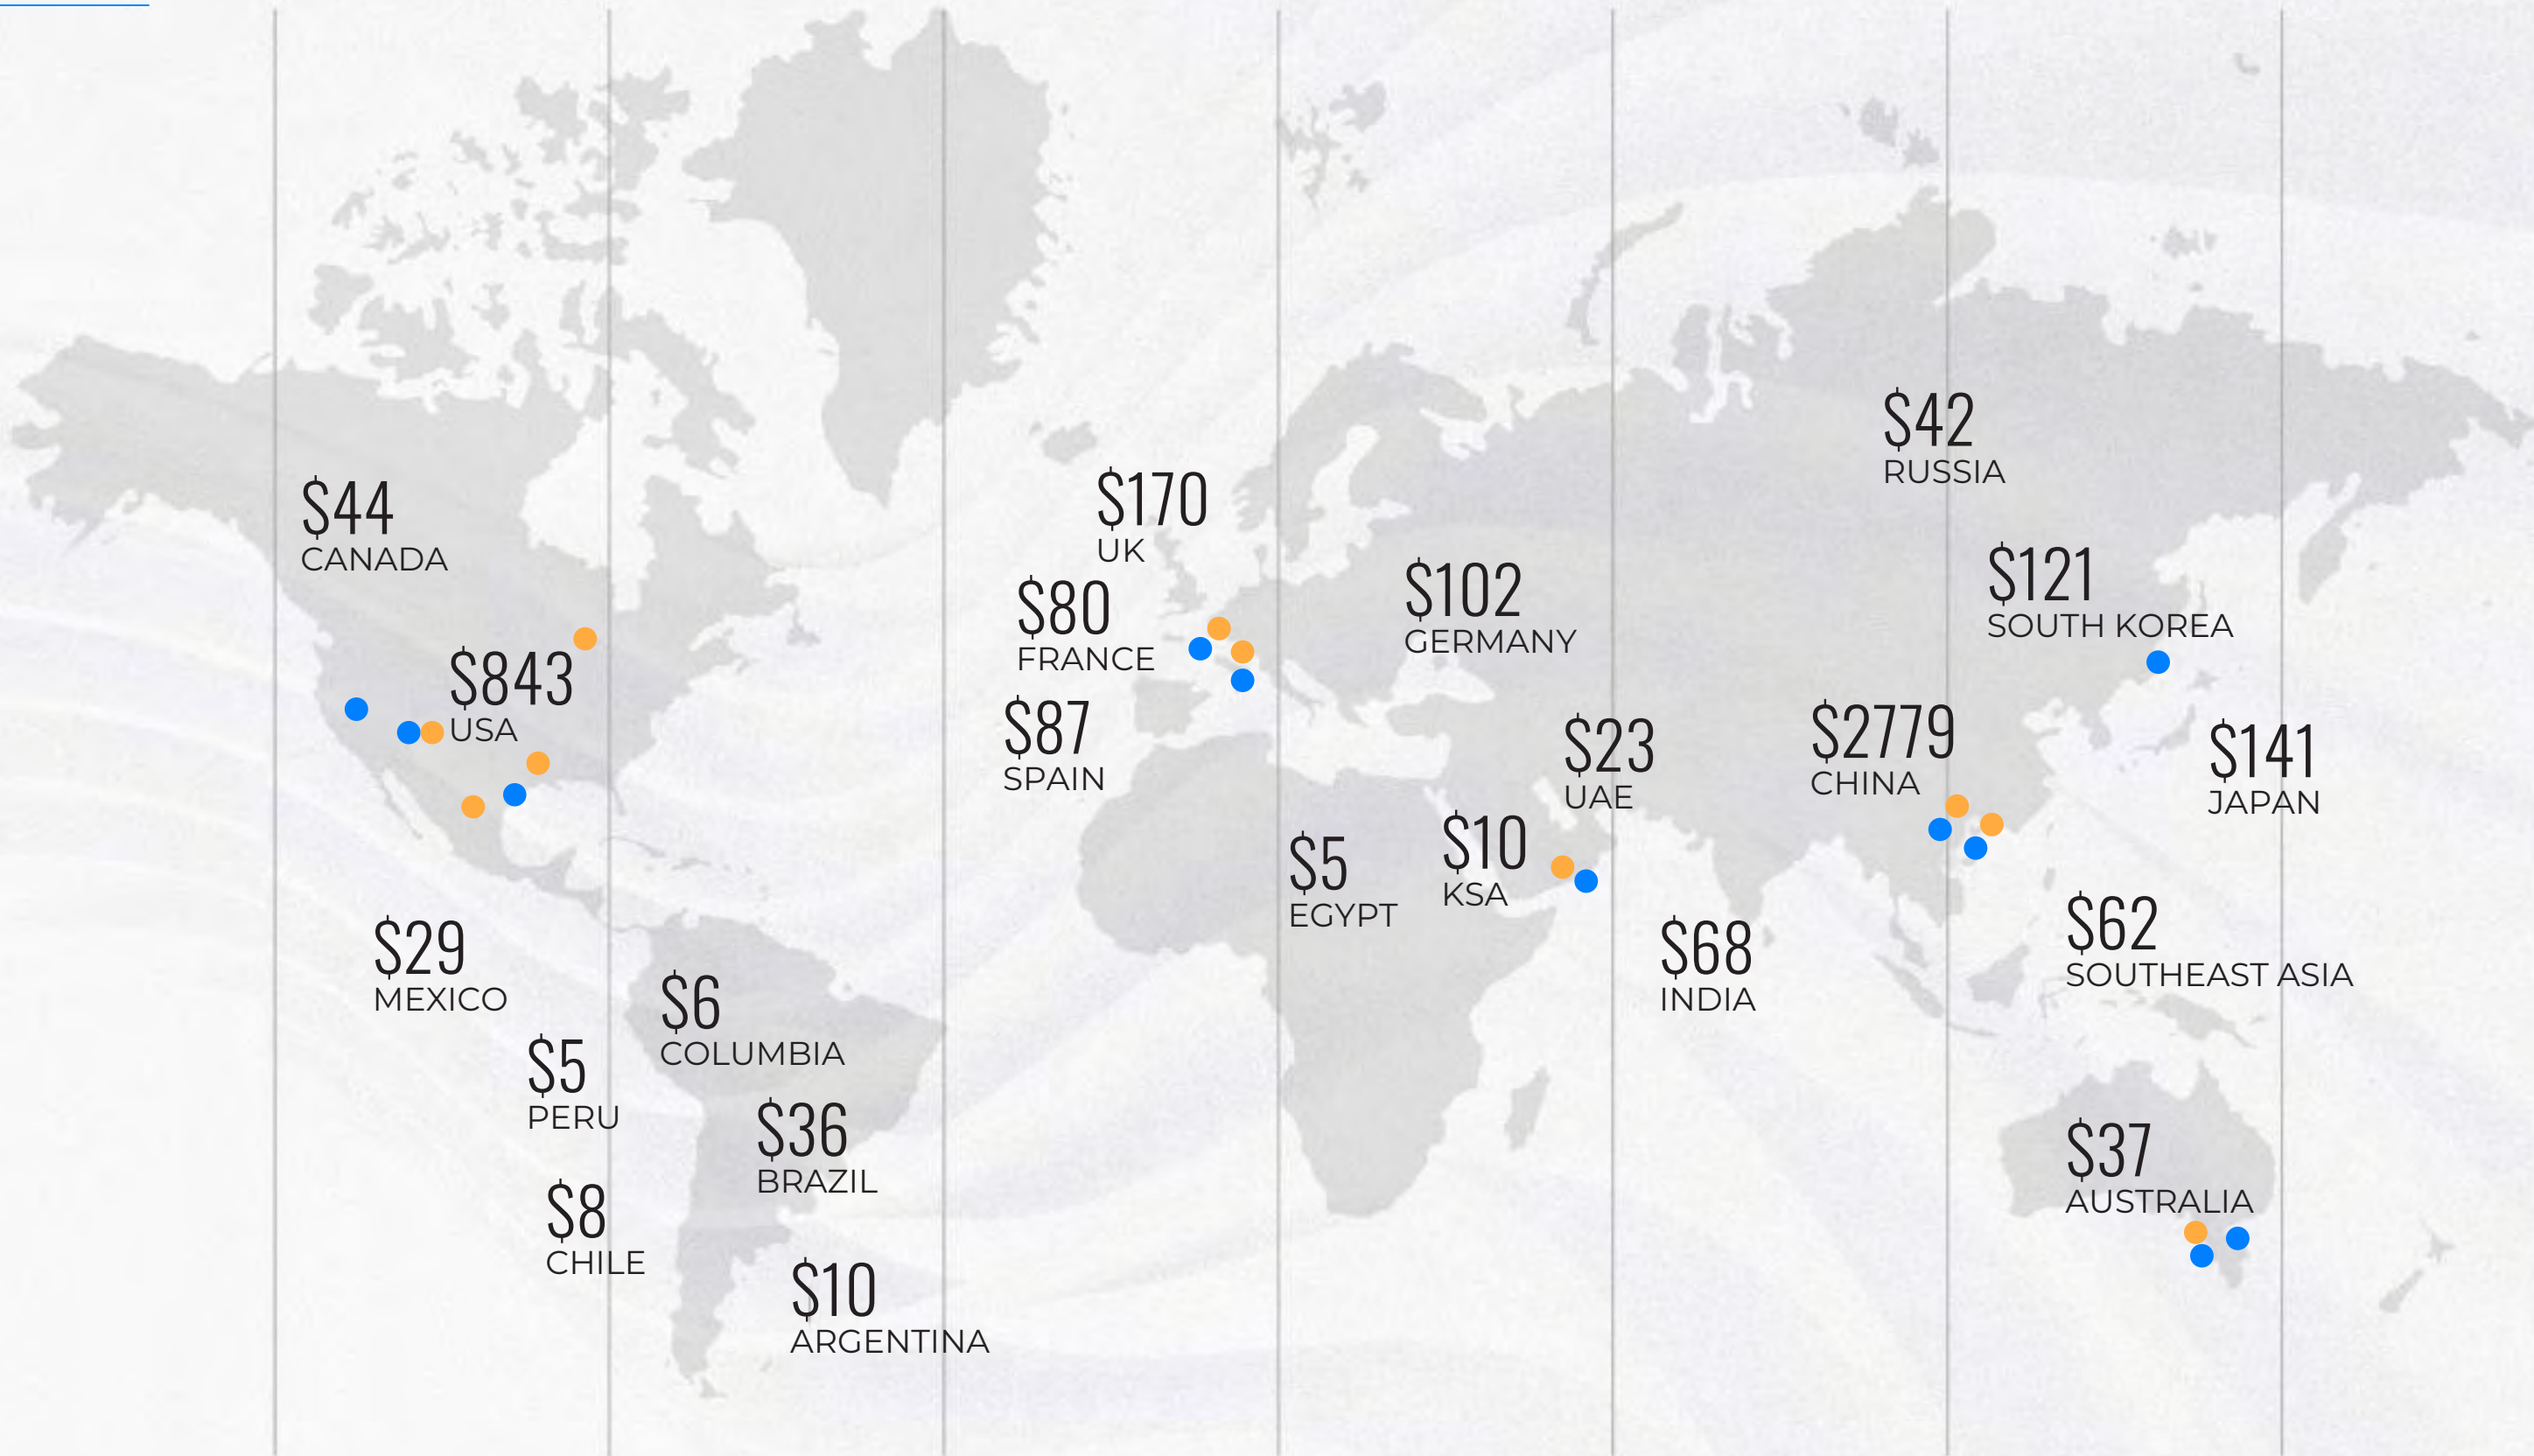 $42
RUSSIA
$44
CANADA
$170
UK
$121
SOUTH KOREA
$102
GERMANY
$80
FRANCE
$843
USA
$87
SPAIN
$2779
CHINA
$23
UAE
$141
JAPAN
$10
KSA
$5
EGYPT
$62
SOUTHEAST ASIA
$29
MEXICO
$68
INDIA
$6
COLUMBIA
$5
PERU
$36
BRAZIL
$37
AUSTRALIA
$8
CHILE
$10
ARGENTINA